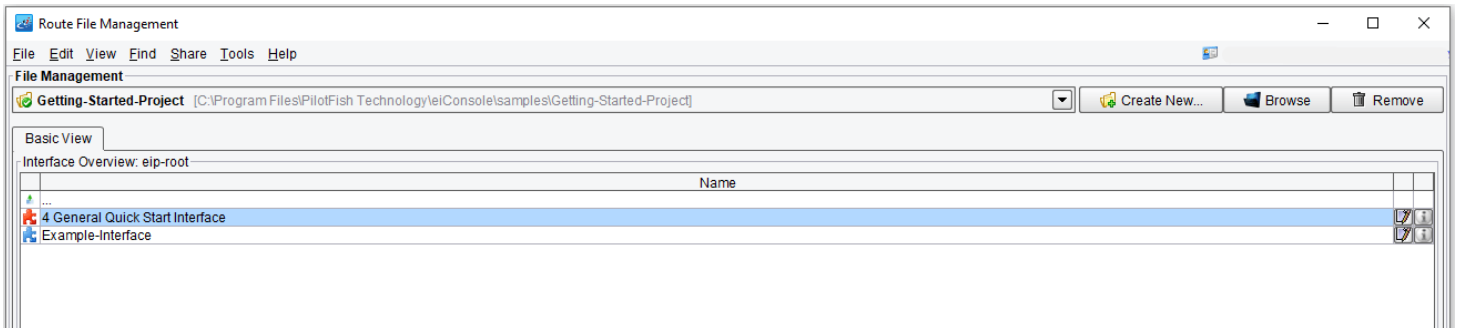 Route File Management
File Edit View Find Share Tools Help
File Management
Getting-Started-Project [C:\Program Files\PilotFish Technology\eiConsole\samples\Getting-Started-Project] Create New... Browse Remove
Basic View
Interface Overview: eip-root
Name
...
4 General Quick Start Interface
Example-Interface